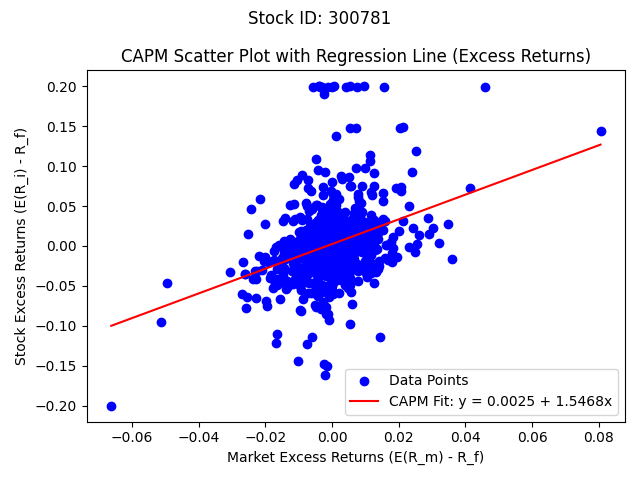 Stock ID: 300781
CAPM Scatter Plot with Regression Line (Excess Returns)
Stock Excess Returns (E(R_i) - R_f)
0.20
0.15
0.10
0.05
0.00
−0.05
−0.10
−0.15
−0.20
Data Points
CAPM Fit: y = 0.0025 + 1.5468x
−0.06 −0.04 −0.02 0.00 0.02 0.04 0.06 0.08
Market Excess Returns (E(R_m) - R_f)